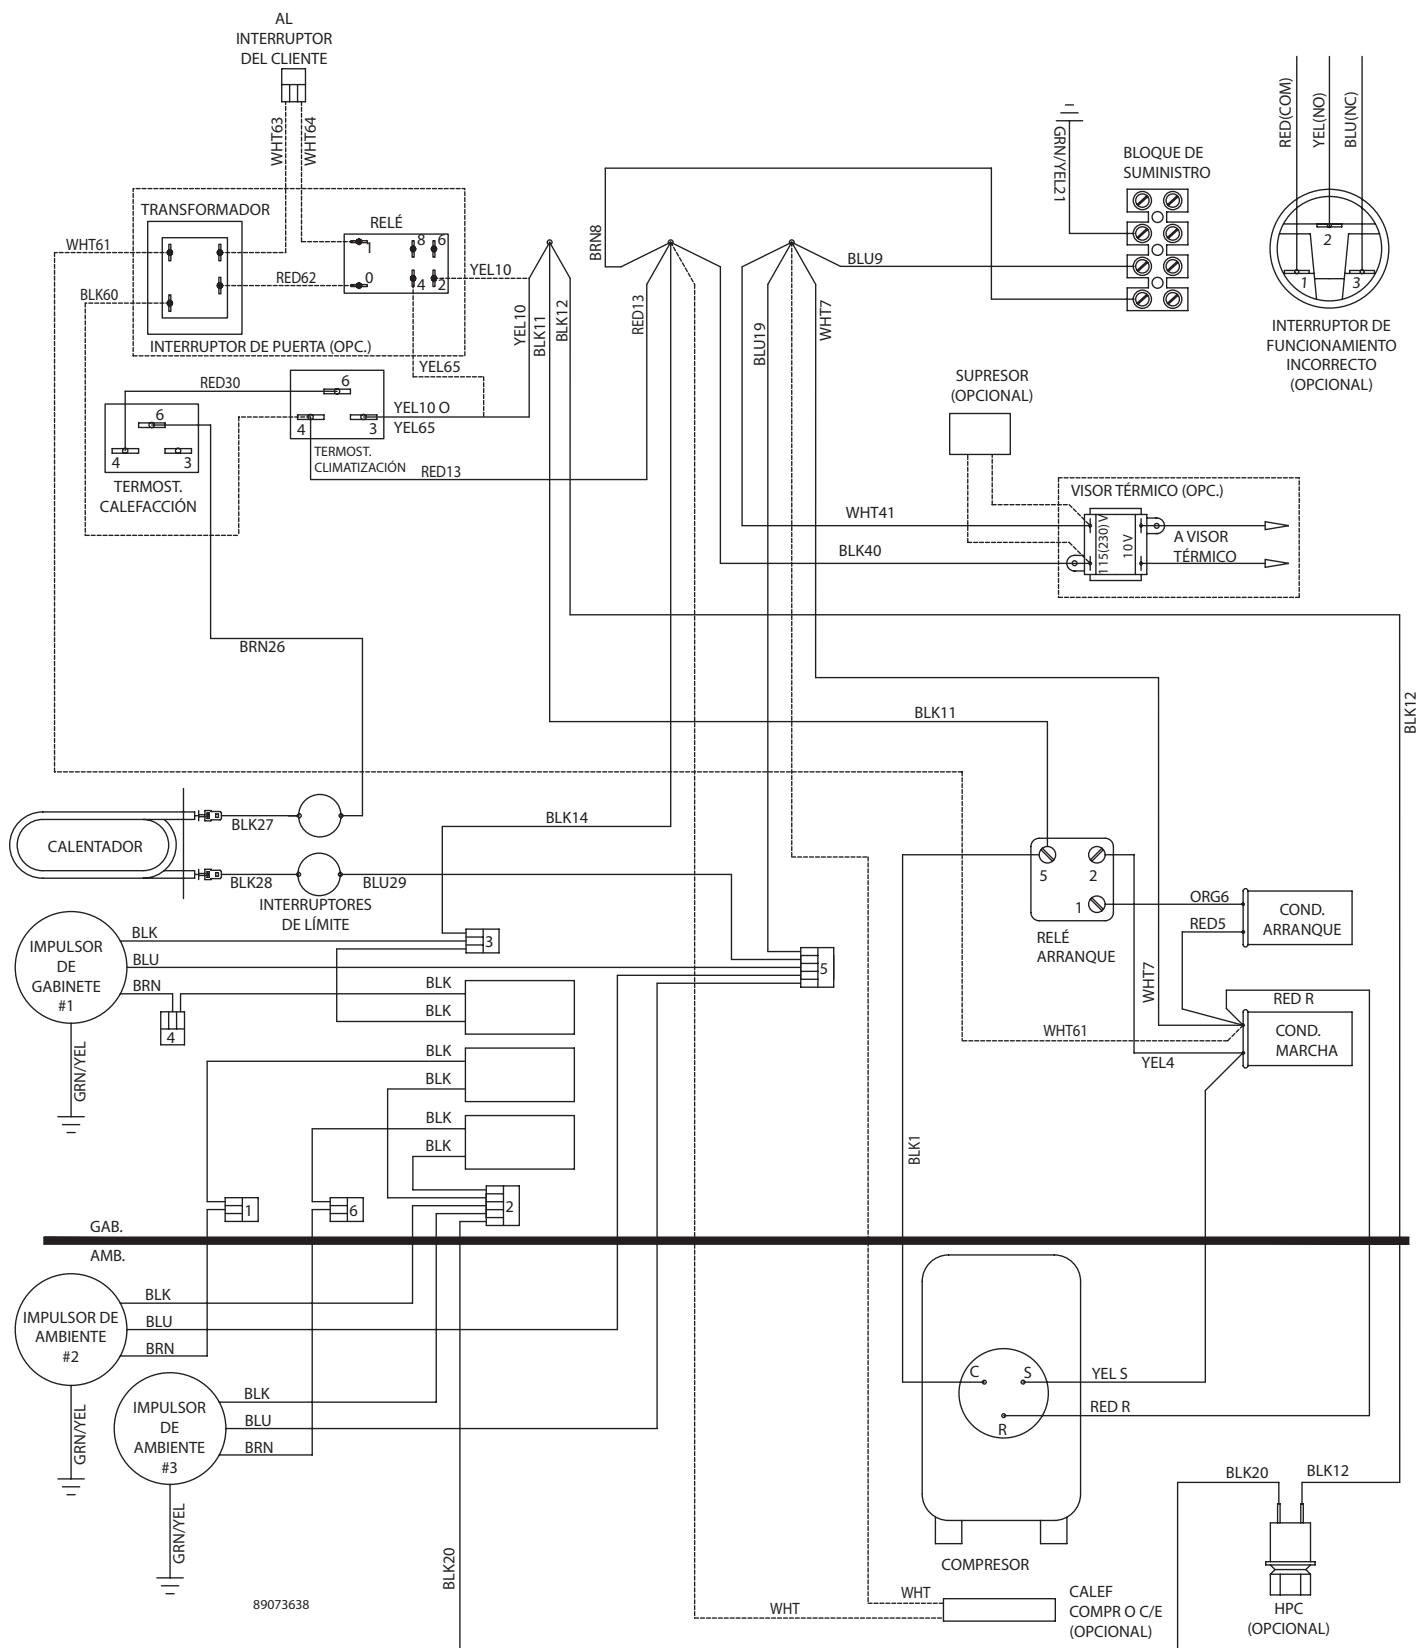 AL
INTERRUPTOR
DEL CLIENTE
WHT63
WHT64
RED(COM)
YEL(NO)
BLU(NC)
GRN/YEL21
BLOQUE DE
SUMINISTRO
TRANSFORMADOR
RELÉ
WHT61
1
8
6
BRN8
2
RED62
0
4
2
YEL10
BLU9
1
3
BLK60
YEL10
BLK11
BLK12
RED13
BLU19
WHT7
INTERRUPTOR DE PUERTA (OPC.)
INTERRUPTOR DE
FUNCIONAMIENTO
INCORRECTO
(OPCIONAL)
YEL65
RED30
6
SUPRESOR
(OPCIONAL)
6
4
3
YEL10 O
YEL65
4
3
TERMOST.
CLIMATIZACIÓN
RED13
TERMOST.
CALEFACCIÓN
VISOR TÉRMICO (OPC.)
WHT41
115(230) V
10 V
A VISOR
TÉRMICO
BLK40
BRN26
BLK11
BLK12
BLK27
BLK14
CALENTADOR
BLK28
BLU29
5
2
INTERRUPTORES
DE LÍMITE
1
ORG6
COND.
ARRANQUE
RED5
RELÉ
ARRANQUE
IMPULSOR
DE
GABINETE
#1
BLK
3
BLU
5
BRN
BLK
BLK
4
WHT7
RED R
WHT61
COND.
MARCHA
YEL4
GRN/YEL
BLK
BLK
BLK
BLK
BLK1
1
6
2
GAB.
AMB.
IMPULSOR DE
AMBIENTE
#2
BLK
BLU
BRN
GRN/YEL
IMPULSOR
DE
AMBIENTE
#3
BLK
BLU
BRN
GRN/YEL
C
S
R
YEL S
RED R
BLK20
BLK12
COMPRESOR
BLK20
89073638
WHT
WHT
CALEF
COMPR O C/E
(OPCIONAL)
HPC
(OPCIONAL)